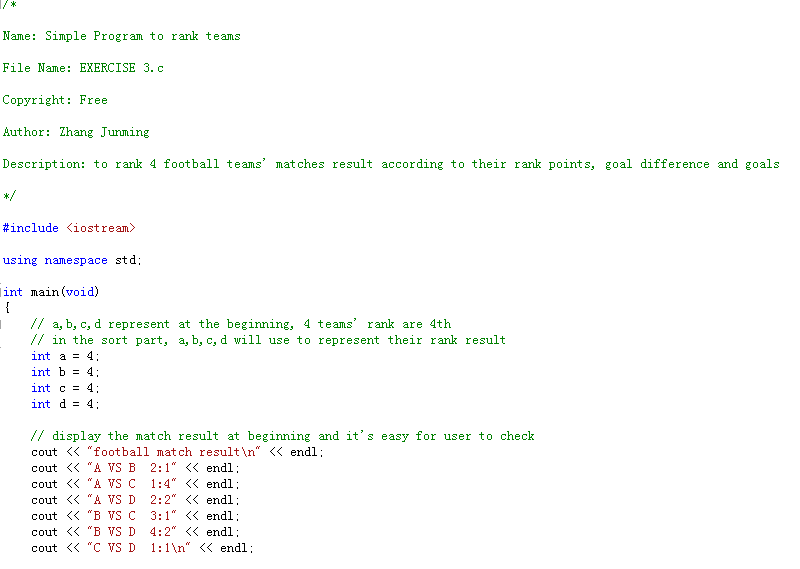 /*
Name: Simple Program to rank teams
File Name: EXERCISE 3.c
Copyright: Free
Author: Zhang Junming
Description: to rank 4 football teams' matches result according to their rank points, goal difference and goals
*/
#include <iostream>
using namespace std;
int main(void)
{
// a,b,c,d represent at the beginning, 4 teams' rank are 4th
// in the sort part, a,b,c,d will use to represent their rank result
int a = 4;
int b = 4;
int c = 4;
int d = 4;
// display the match result at beginning and it's easy for user to check
cout << "football match result\n" << endl;
cout << "A VS B  2:1" << endl;
cout << "A VS C  1:4" << endl;
cout << "A VS D  2:2" << endl;
cout << "B VS C  3:1" << endl;
cout << "B VS D  4:2" << endl;
cout << "C VS D  1:1\n" << endl;